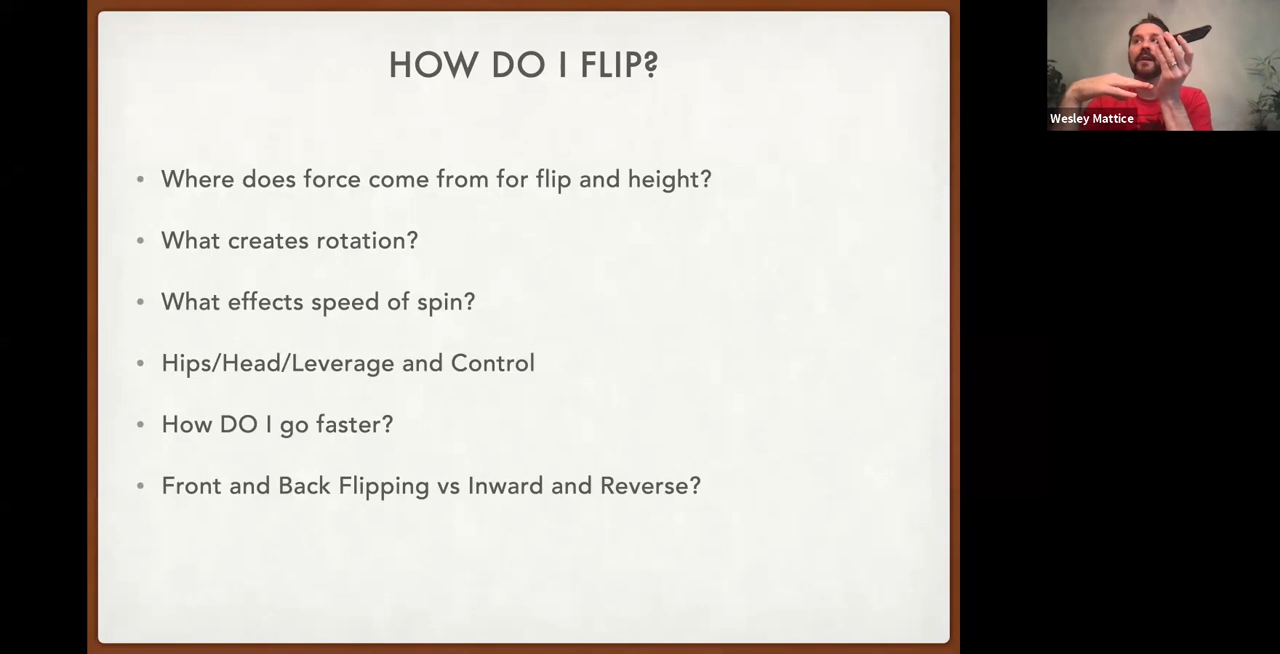 HOW DO I FLIP?
Wesley Mattice
• Where does force come from for flip and height?
• What creates rotation?
• What effects speed of spin?
• Hips/Head/Leverage and Control
• How DO I go faster?
• Front and Back Flipping vs Inward and Reverse?